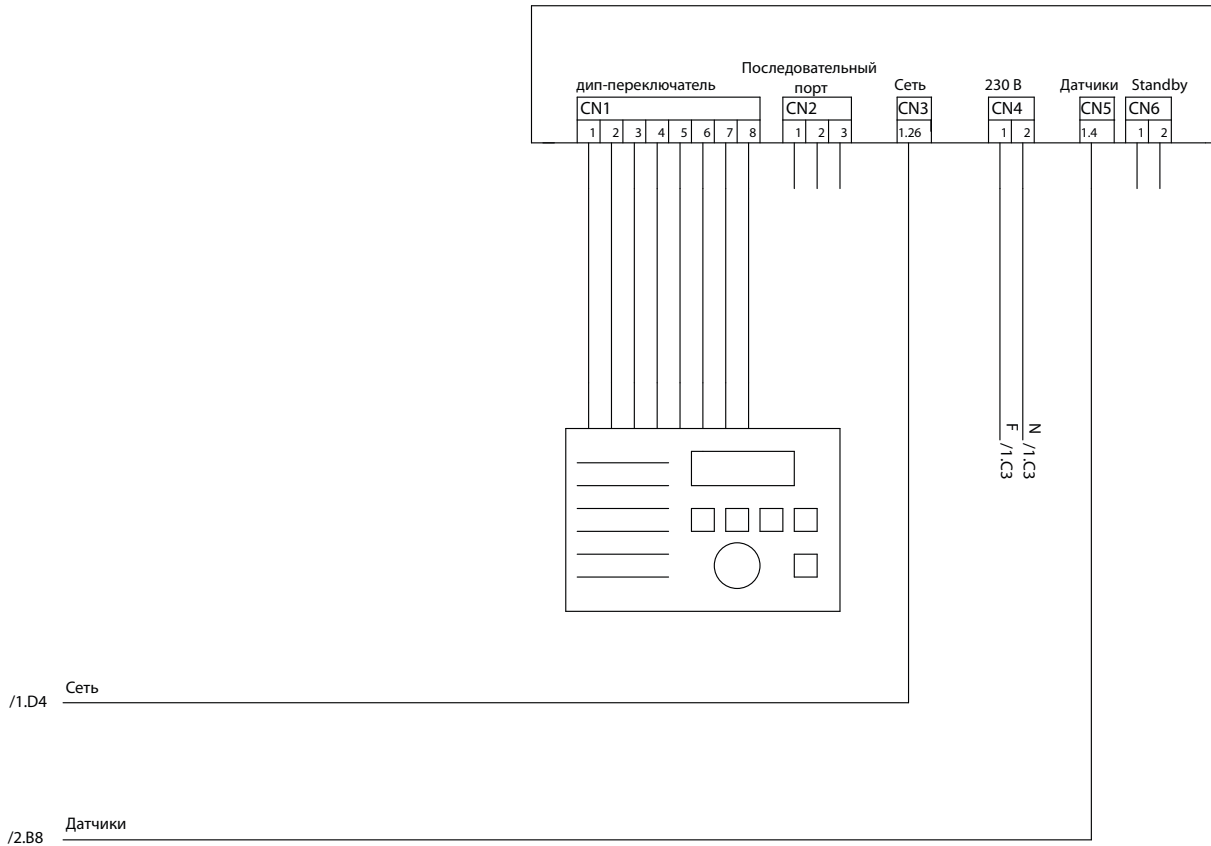 Последовательный
дип-переключатель порт Сеть 230 В Датчики Standby
CN1 CN2 CN3 CN4 CN5 CN6
1 2 3 4 5 6 7 8 1 2 3 1.26 1 2 1.4 1 2
F /1.C3
N /1.C3
Сеть
/1.D4
Датчики
/2.B8